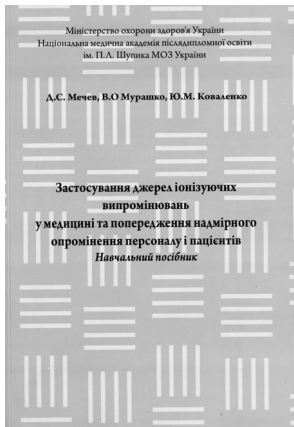 Міністерство охорони здоров'я України
Національна медична академія післядипломної освіти
ім. П.Л. Шупика МОЗ України
Д.С. Мечев, В.О Мурашко, Ю.М. Коваленко
Застосування джерел іонізуючих
випромінювань
у медицині та попередження надмірного
опромінення персоналу і пацієнтів
Навчальний посібник